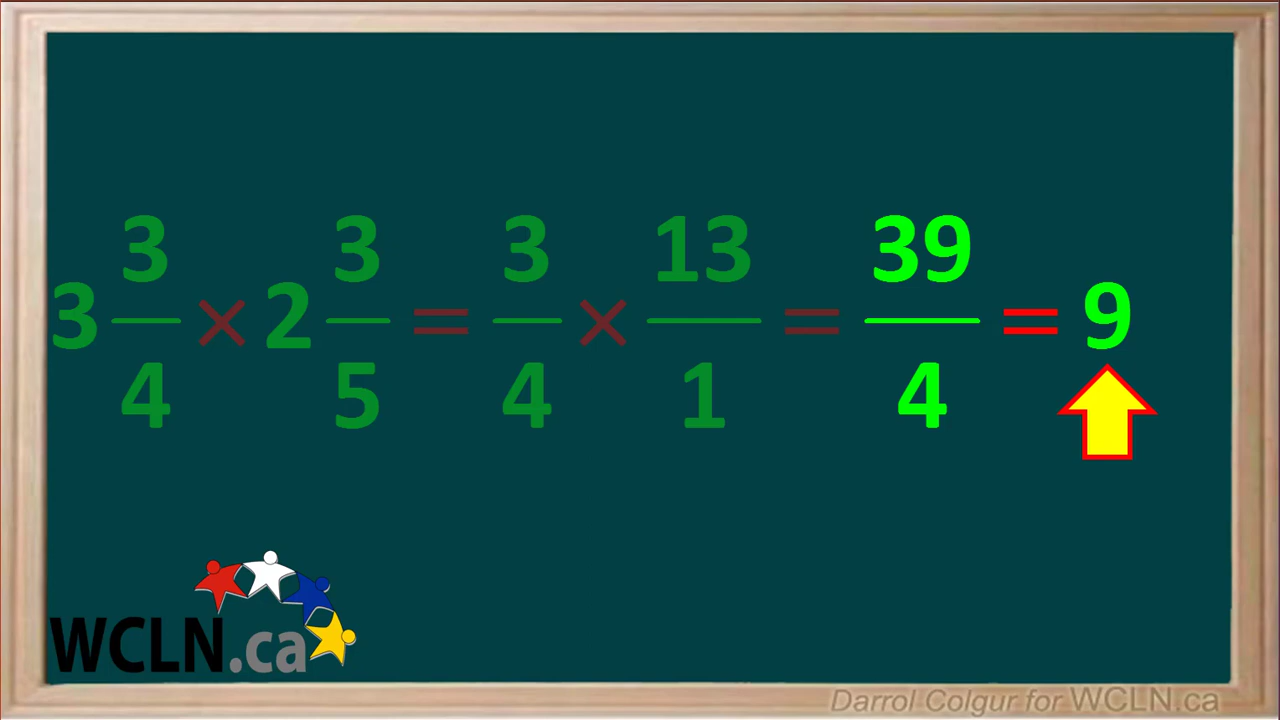 3 3/4 × 2 3/5 = 3/4 × 13/1 = 39/4 = 9
WCLN.ca
Darrol Colgur for WCLN.ca